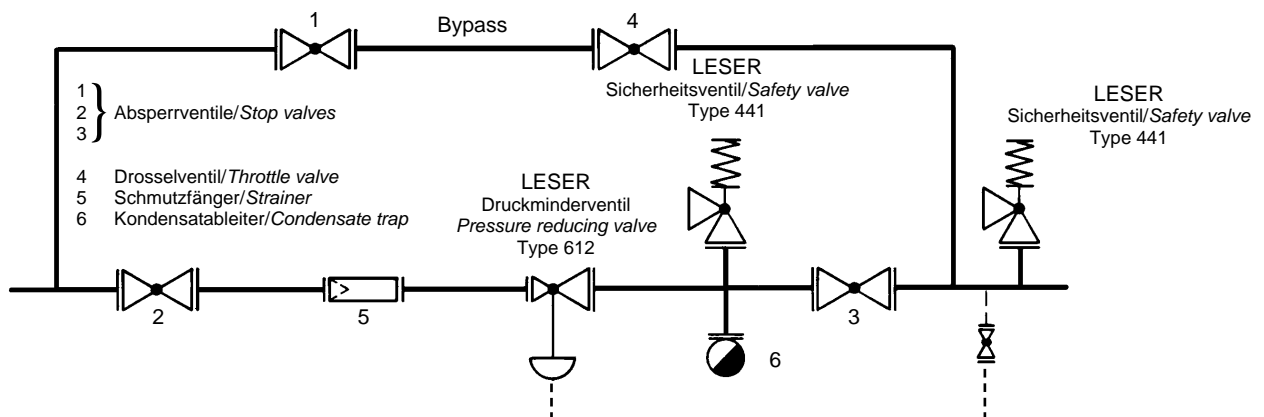 1
Bypass
4
LESER
Sicherheitsventil/Safety valve
Type 441
LESER
Sicherheitsventil/Safety valve
Type 441
1
2 } Absperrventile/Stop valves
3
4 Drosselventil/Throttle valve
5 Schmutzfänger/Strainer
6 Kondensatableiter/Condensate trap
LESER
Druckminderventil
Pressure reducing valve
Type 612
2
5
3
6